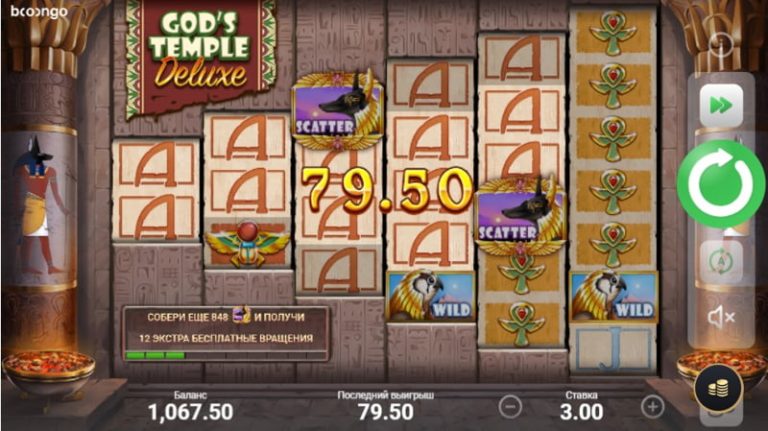 booongo
GOD'S
TEMPLE
Deluxe
SCATTER
A A A
A A A
A A A A
79.50
A A A
SCATTER
A A
WILD
WILD
J
СОБЕРИ ЕЩЕ 848 И ПОЛУЧИ
12 ЭКСТРА БЕСПЛАТНЫЕ ВРАЩЕНИЯ
Баланс
1,067.50
Последний выигрыш
79.50
Ставка
3.00